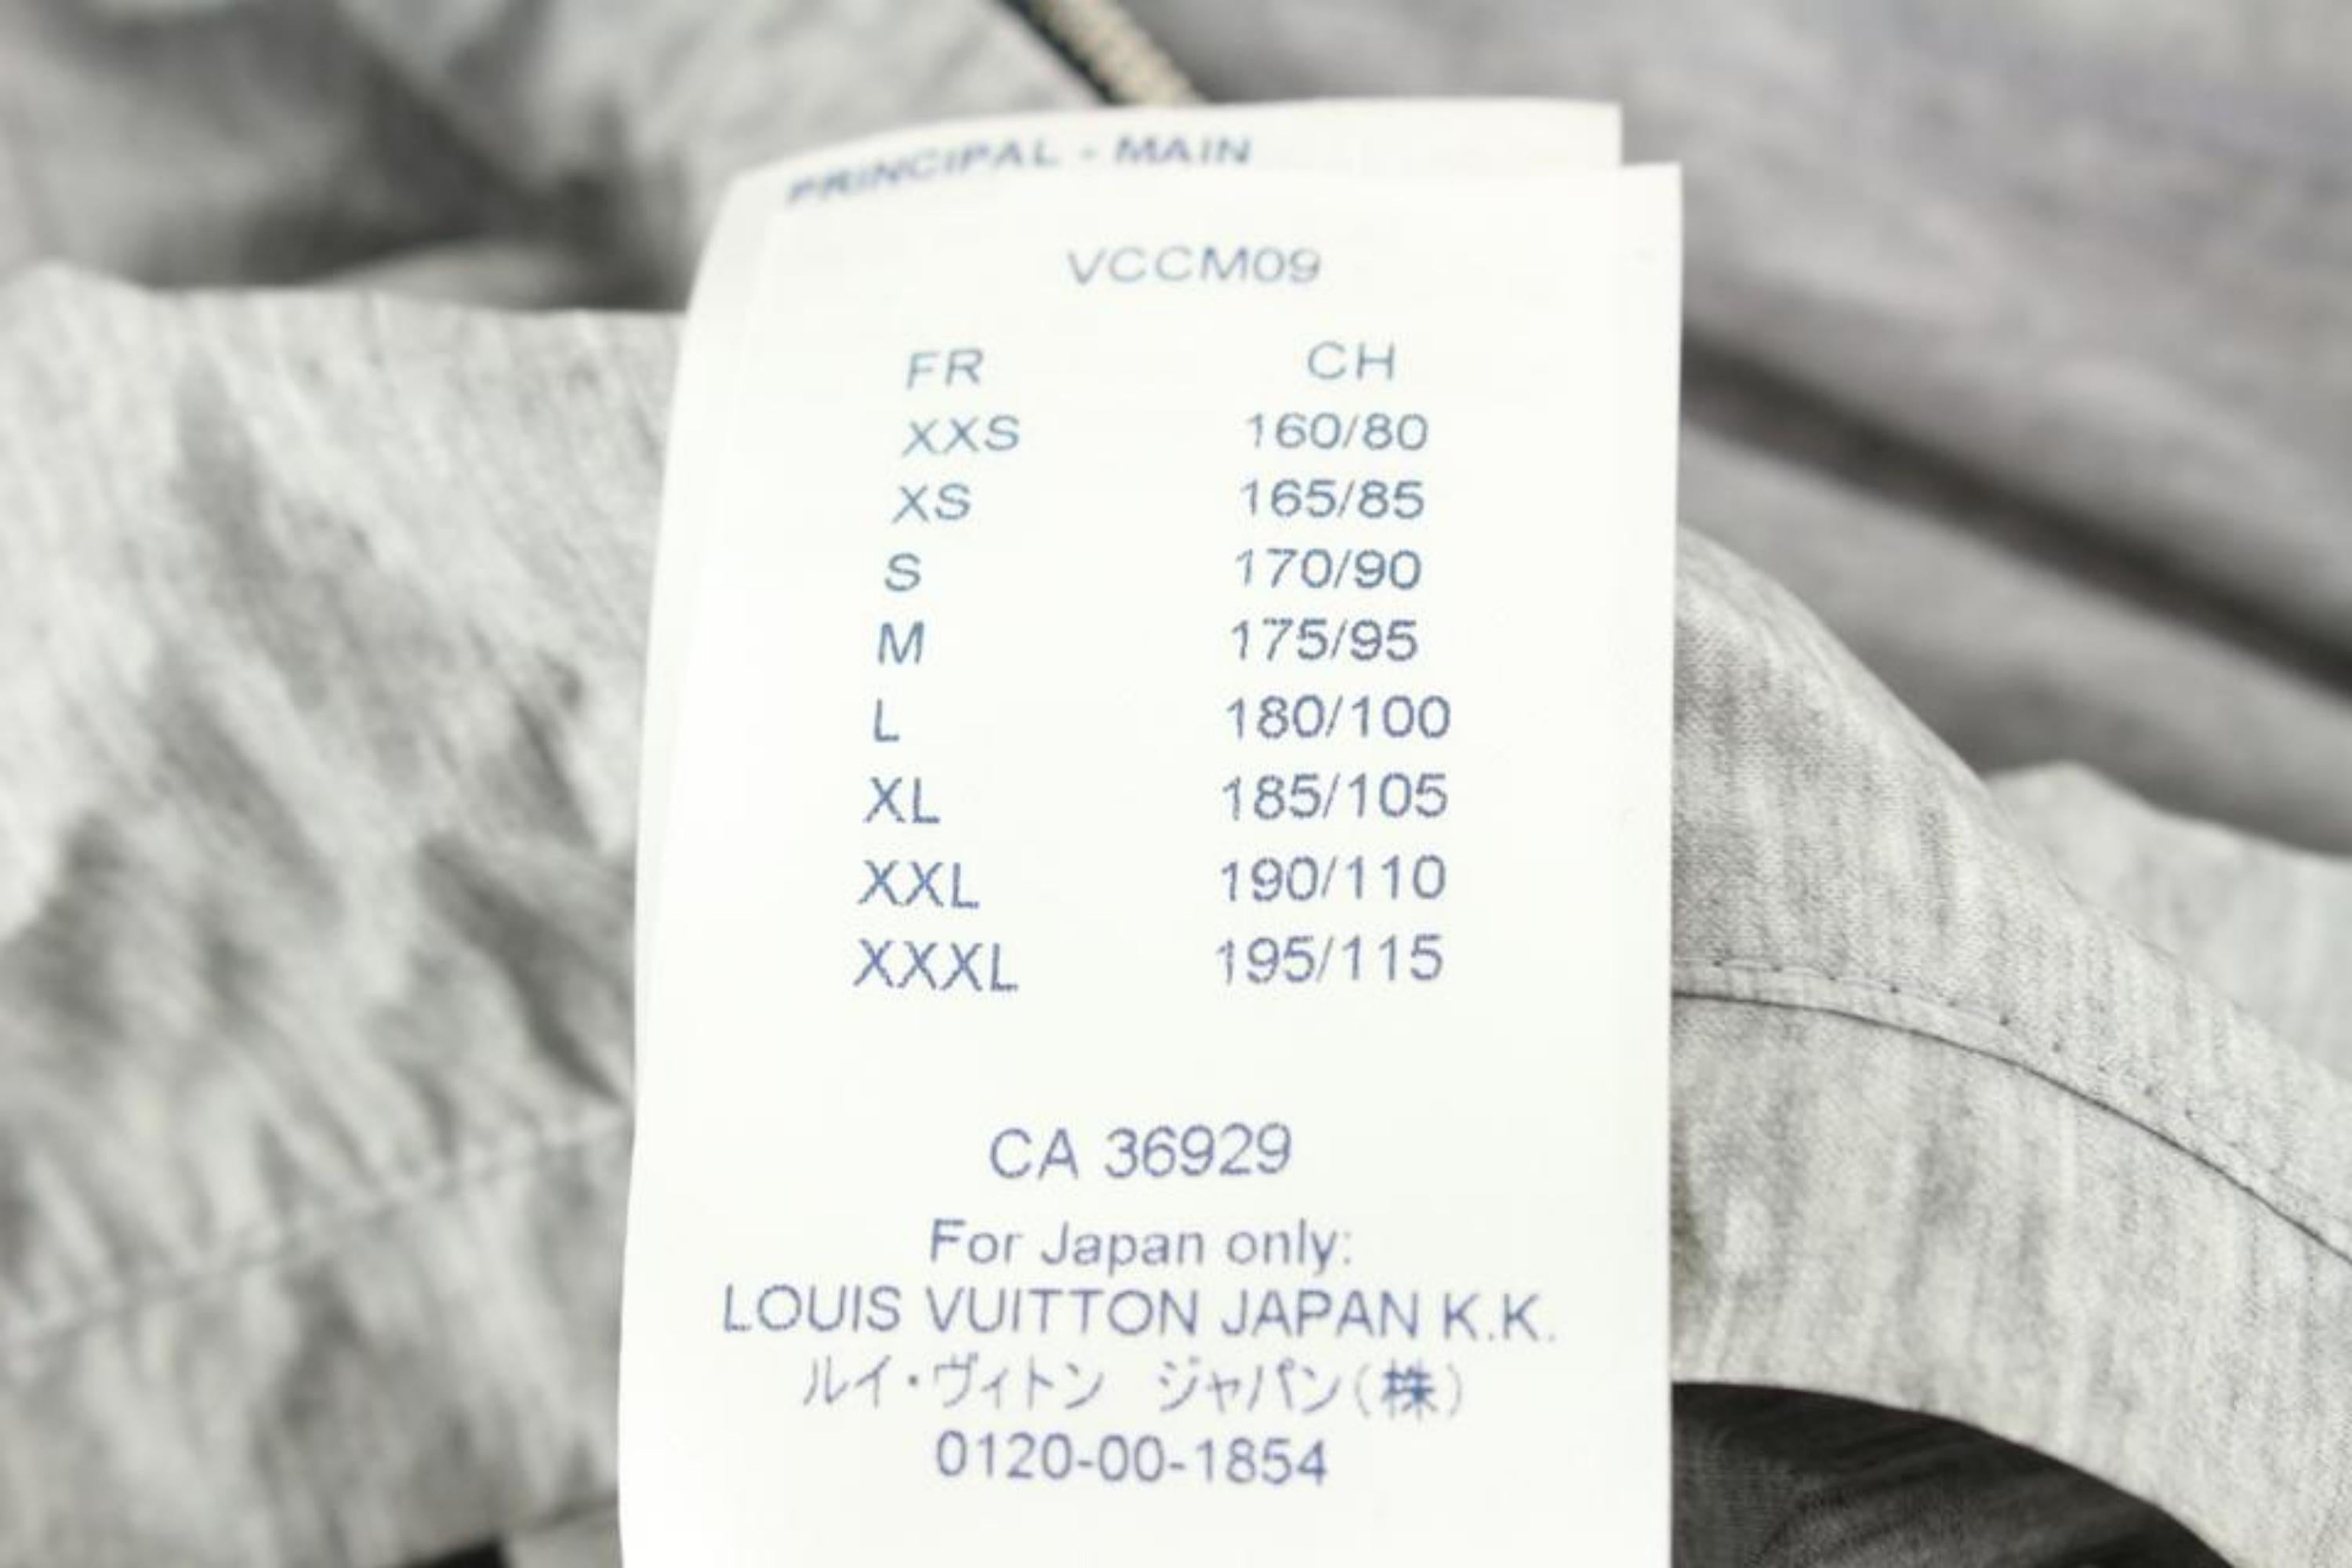 PRINCIPAL - MAIN
VCCM09
FR CH
XXS 160/80
XS 165/85
S 170/90
M 175/95
L 180/100
XL 185/105
XXL 190/110
XXXL 195/115
CA 36929
For Japan only:
LOUIS VUITTON JAPAN K.K.
ルイ・ヴィトン ジャパン(株)
0120-00-1854